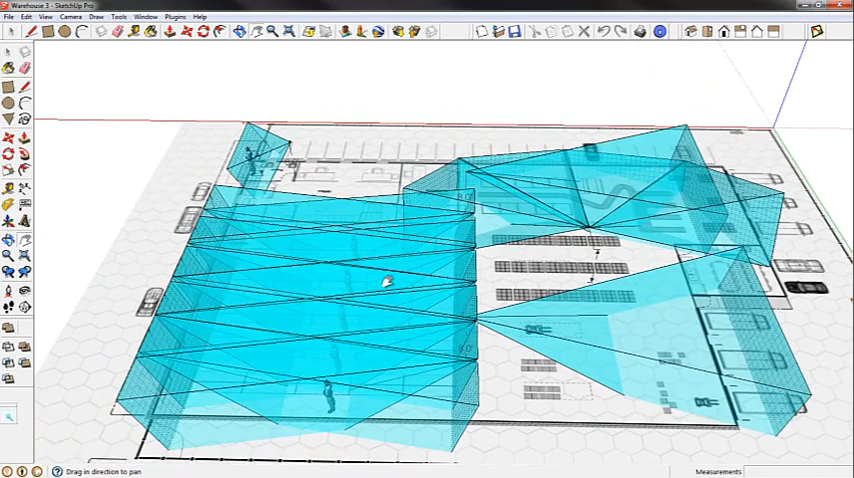 Warehouse 3 - SketchUp Pro
File Edit View Camera Draw Tools Window Plugins Help
Drag in direction to pan
Measurements